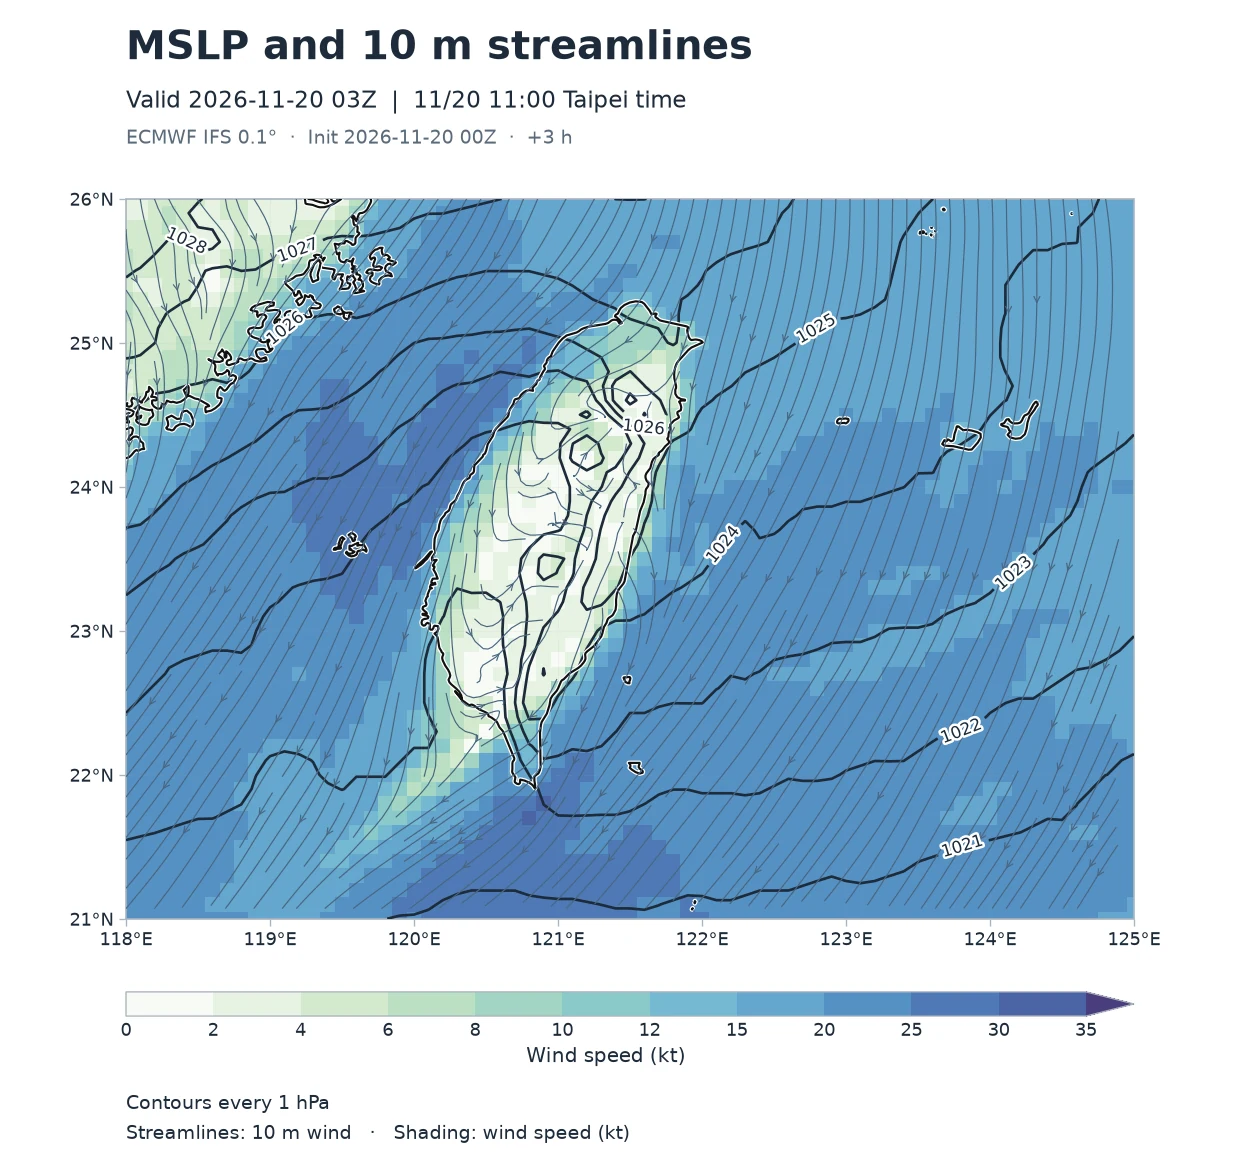 MSLP and 10 m streamlines
Valid 2026-11-20 03Z | 11/20 11:00 Taipei time
ECMWF IFS 0.1° · Init 2026-11-20 00Z · +3 h
26°N
1028
1027
1026
25°N
1025
1026
24°N
1024
1023
23°N
1022
22°N
1021
21°N
118°E 119°E 120°E 121°E 122°E 123°E 124°E 125°E
0 2 4 6 8 10 12 15 20 25 30 35
Wind speed (kt)
Contours every 1 hPa
Streamlines: 10 m wind · Shading: wind speed (kt)